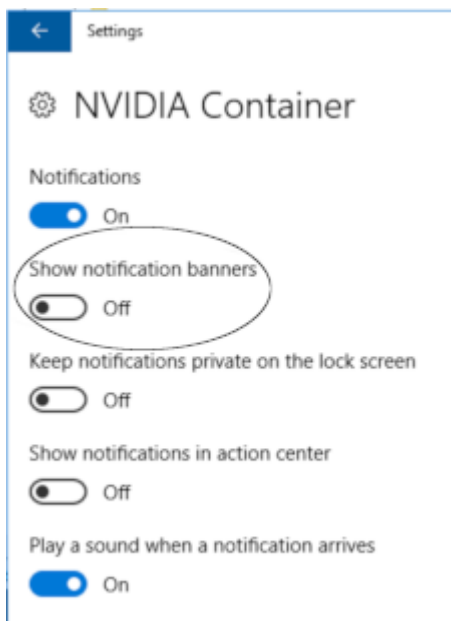 Settings
NVIDIA Container
Notifications
On
Show notification banners
Off
Keep notifications private on the lock screen
Off
Show notifications in action center
Off
Play a sound when a notification arrives
On